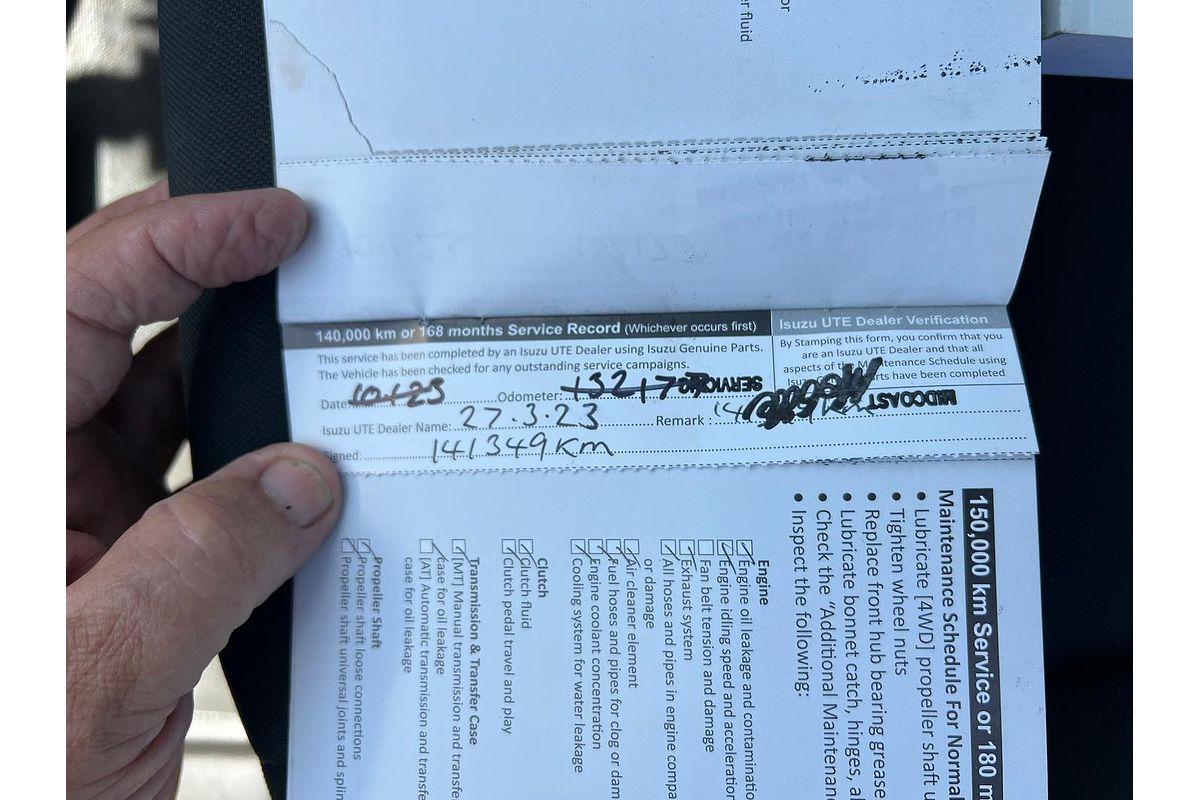 or
r fluid
140,000 km or 168 months Service Record (Whichever occurs first)
This service has been completed by an Isuzu UTE Dealer using Isuzu Genuine Parts.
The Vehicle has been checked for any outstanding service campaigns.
Date: Odometer: 132177
Isuzu UTE Dealer Name: 27.3.23 Remark :
Signed: 141349Km
Isuzu UTE Dealer Verification
By Stamping this form, you confirm that you
are an Isuzu UTE Dealer and that all
aspects of the Maintenance Schedule using
parts have been completed
MIDCOAST
SERVICING
150,000 km Service or 180 m
Maintenance Schedule For Normal
• Lubricate [4WD] propeller shaft u
• Tighten wheel nuts
• Replace front hub bearing grease
• Lubricate bonnet catch, hinges, al
• Check the “Additional Maintenanc
• Inspect the following:
Engine
Engine oil leakage and contaminatio
Engine idling speed and acceleration
Fan belt tension and damage
Exhaust system
All hoses and pipes in engine compa
or damage
Air cleaner element
Fuel hoses and pipes for clog or dam
Engine coolant concentration
Cooling system for water leakage
Clutch
Clutch fluid
Clutch pedal travel and play
Transmission & Transfer Case
[MT] Manual transmission and transfe
case for oil leakage
[AT] Automatic transmission and transfe
case for oil leakage
Propeller Shaft
Propeller shaft loose connections
Propeller shaft universal joints and splin